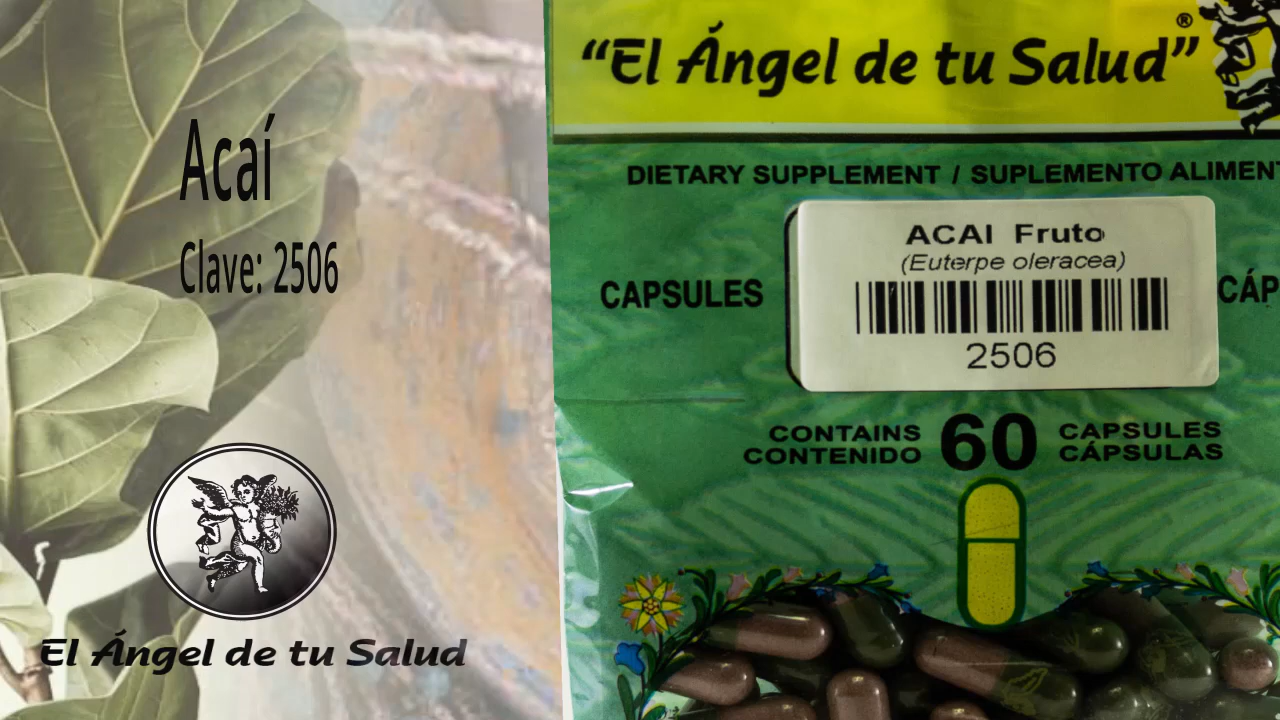 Acaí
Clave: 2506
El Ángel de tu Salud
“El Ángel de tu Salud”®
DIETARY SUPPLEMENT / SUPLEMENTO ALIMEN
ACAI Fruto
(Euterpe oleracea)
CAPSULES
CÁP
2506
CONTAINS 60 CAPSULES
CONTENIDO CÁPSULAS